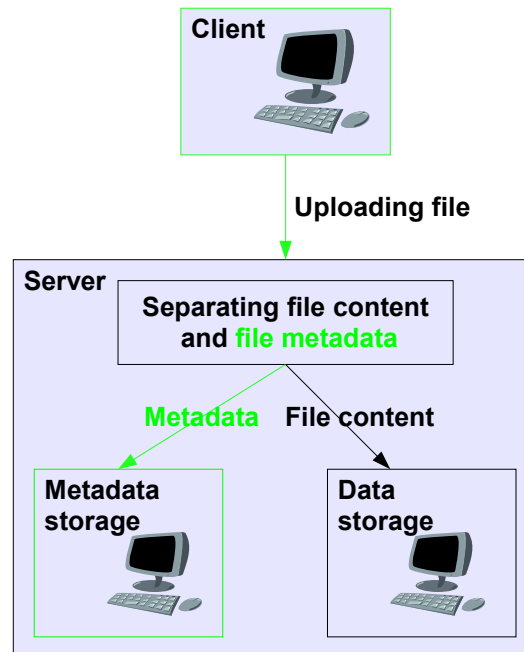 Client
Uploading file
Server
Separating file content
and file metadata
Metadata
File content
Metadata
storage
Data
storage